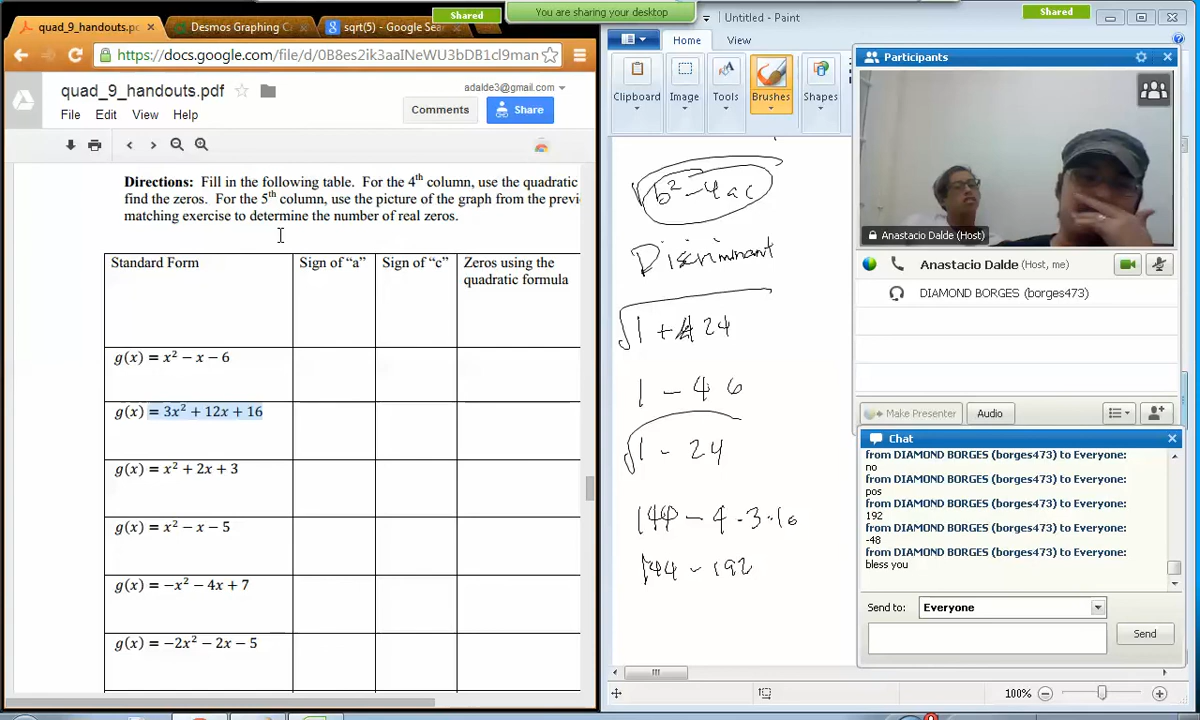 Shared
You are sharing your desktop
Shared
quad_9_handouts.pdf
Desmos Graphing C
sqrt(5) - Google Sea
https://docs.google.com/file/d/0B8es2ik3aaINeWU3bDB1cl9man
quad_9_handouts.pdf
adalde3@gmail.com
Comments
Share
File Edit View Help
Directions: Fill in the following table. For the 4th column, use the quadratic
find the zeros. For the 5th column, use the picture of the graph from the previ
matching exercise to determine the number of real zeros.
Standard Form
Sign of "a"
Sign of "c"
Zeros using the
quadratic formula
g(x) = x² − x − 6
g(x) = 3x² + 12x + 16
g(x) = x² + 2x + 3
g(x) = x² − x − 5
g(x) = −x² − 4x + 7
g(x) = −2x² − 2x − 5
Untitled - Paint
Home View
Clipboard
Image
Tools
Brushes
Shapes
b² − 4ac
Discriminant
√1 + 24
1 − 4 6
√1 − 24
144 − 4 · 3 · 16
144 − 192
100%
Participants
Anastacio Dalde (Host)
Anastacio Dalde (Host, me)
DIAMOND BORGES (borges473)
Make Presenter
Audio
Chat
from DIAMOND BORGES (borges473) to Everyone:
no
from DIAMOND BORGES (borges473) to Everyone:
pos
from DIAMOND BORGES (borges473) to Everyone:
192
from DIAMOND BORGES (borges473) to Everyone:
-48
from DIAMOND BORGES (borges473) to Everyone:
bless you
Send to:
Everyone
Send